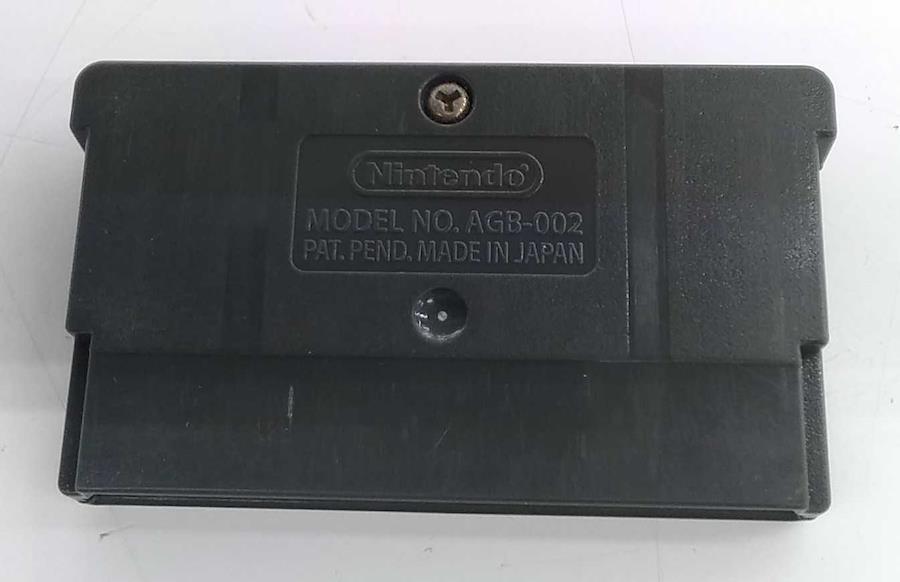 Nintendo®
MODEL NO. AGB-002
PAT. PEND. MADE IN JAPAN